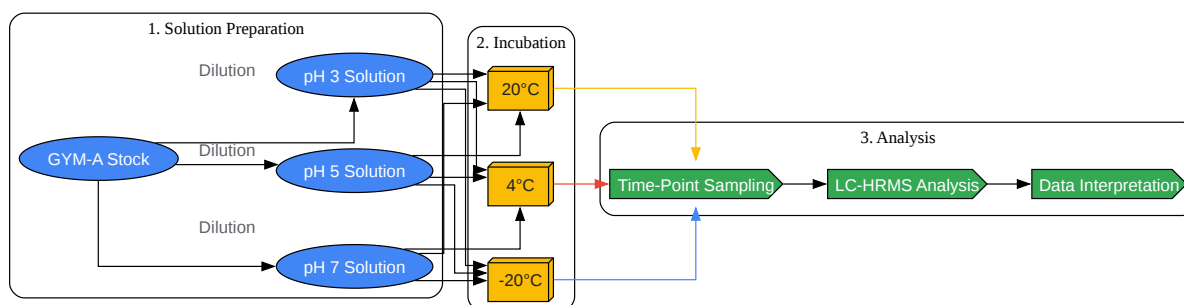 1. Solution Preparation
Dilution
pH 3 Solution
GYM-A Stock
Dilution
pH 5 Solution
Dilution
pH 7 Solution
2. Incubation
20°C
4°C
-20°C
3. Analysis
Time-Point Sampling
LC-HRMS Analysis
Data Interpretation